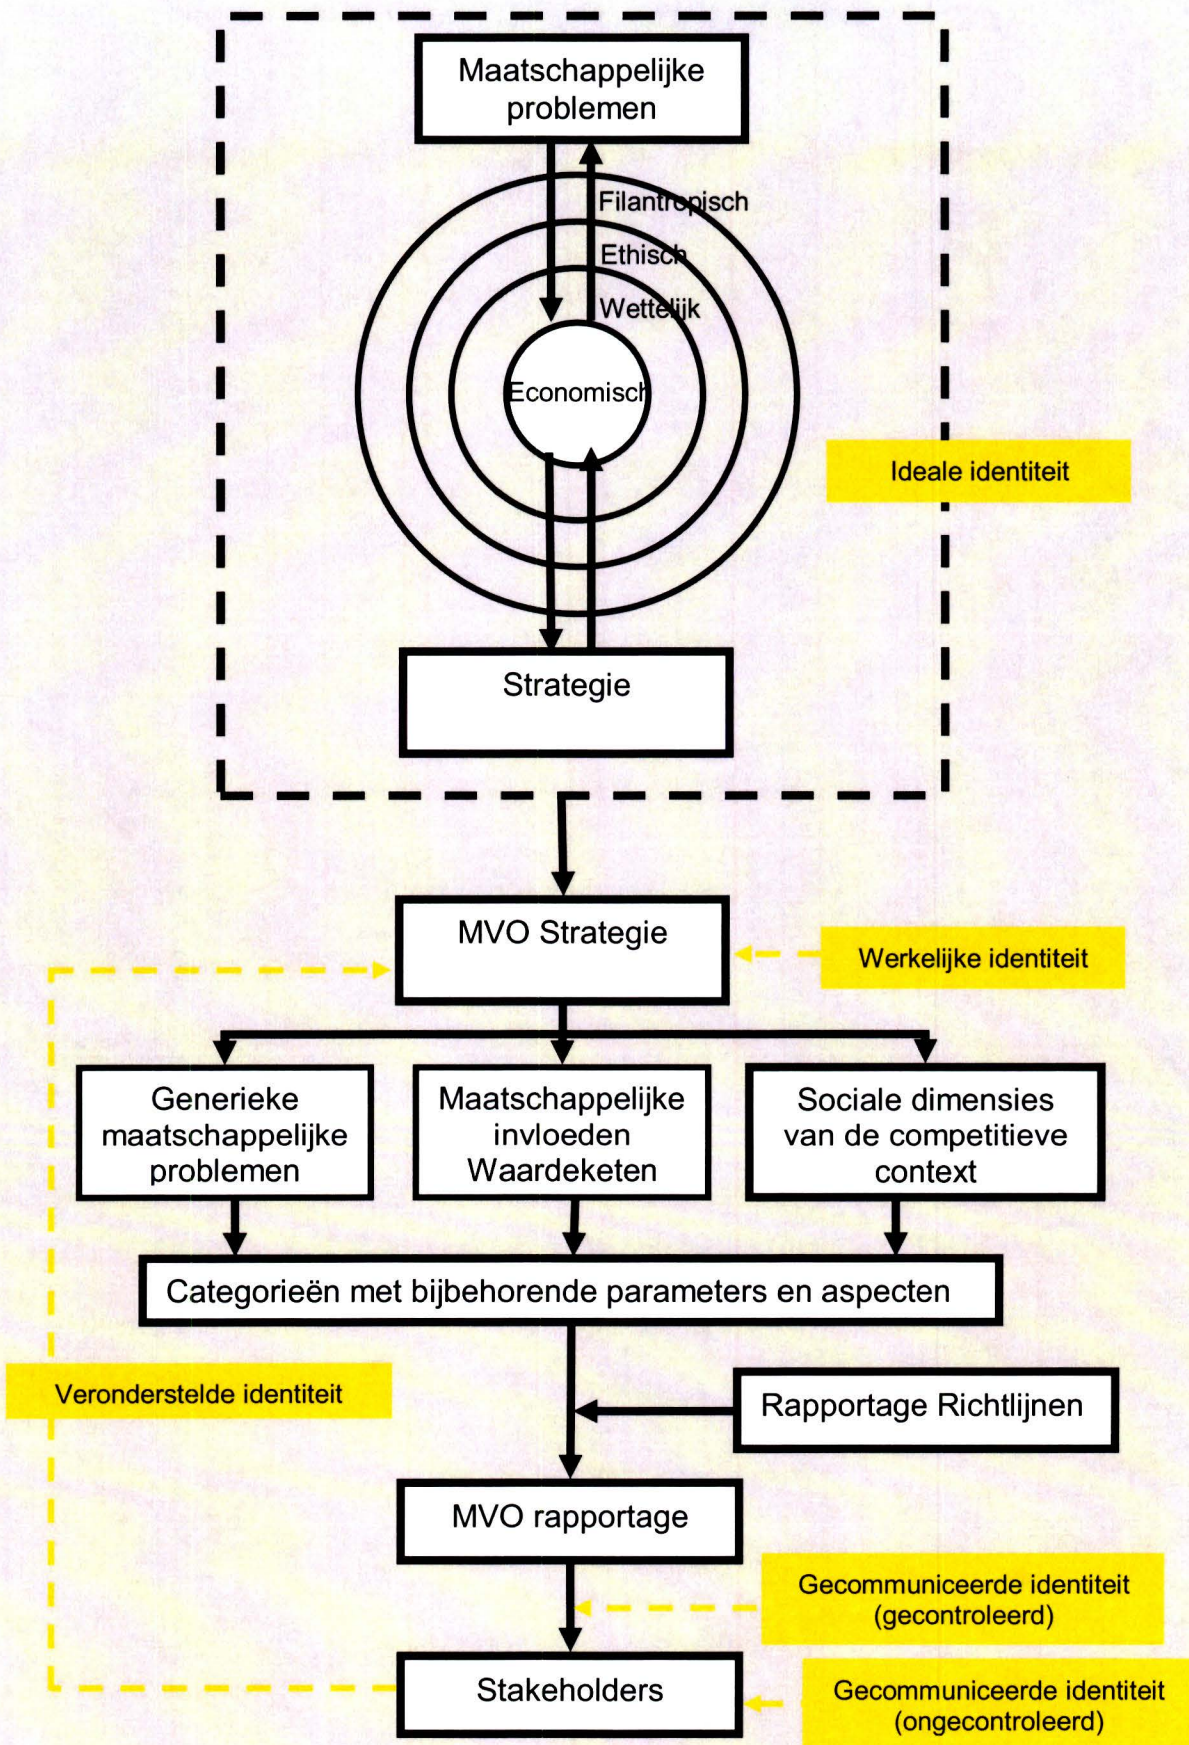 Maatschappelijke
problemen
Filantropisch
Ethisch
Wettelijk
Economisch
Ideale identiteit
Strategie
MVO Strategie
Werkelijke identiteit
Generieke
maatschappelijke
problemen
Maatschappelijke
invloeden
Waardeketen
Sociale dimensies
van de competitieve
context
Categorieën met bijbehorende parameters en aspecten
Veronderstelde identiteit
Rapportage Richtlijnen
MVO rapportage
Gecommuniceerde identiteit
(gecontroleerd)
Stakeholders
Gecommuniceerde identiteit
(ongecontroleerd)